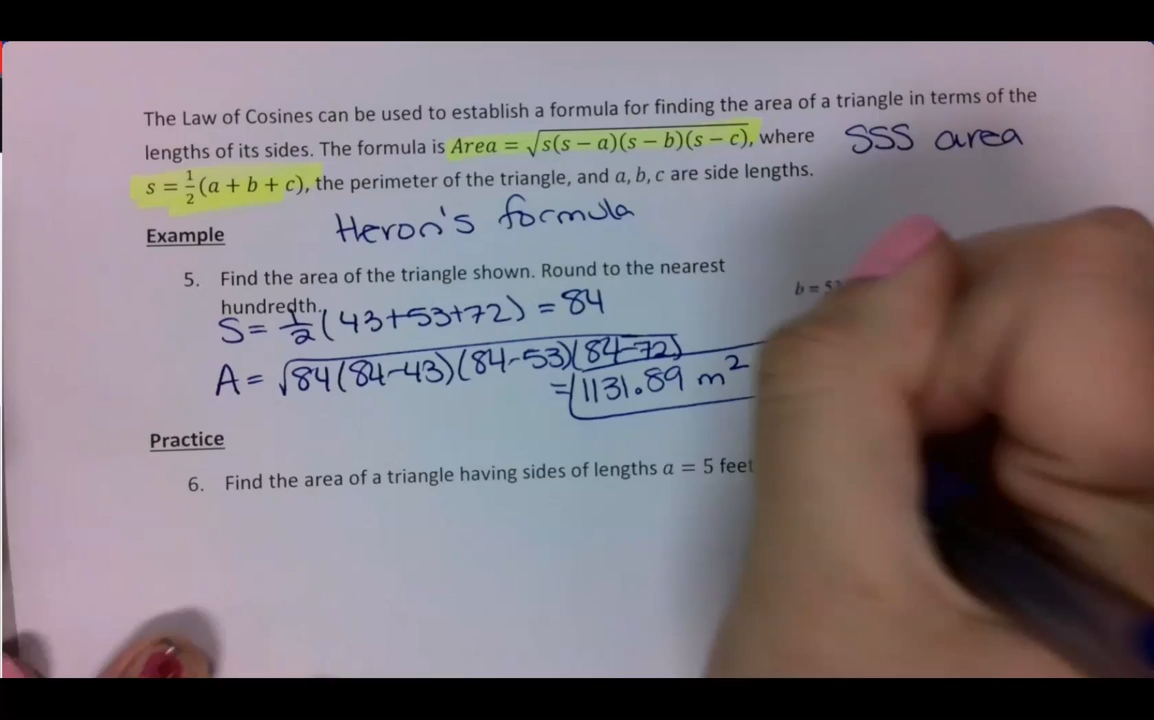 The Law of Cosines can be used to establish a formula for finding the area of a triangle in terms of the
lengths of its sides. The formula is Area = √s(s − a)(s − b)(s − c), where SSS area
s = 1/2(a + b + c), the perimeter of the triangle, and a, b, c are side lengths.
Heron's formula
Example
5. Find the area of the triangle shown. Round to the nearest
hundredth.
b = 53
S = 1/2(43+53+72) = 84
A = √84(84-43)(84-53)(84-72)
= 1131.89 m²
Practice
6. Find the area of a triangle having sides of lengths a = 5 feet